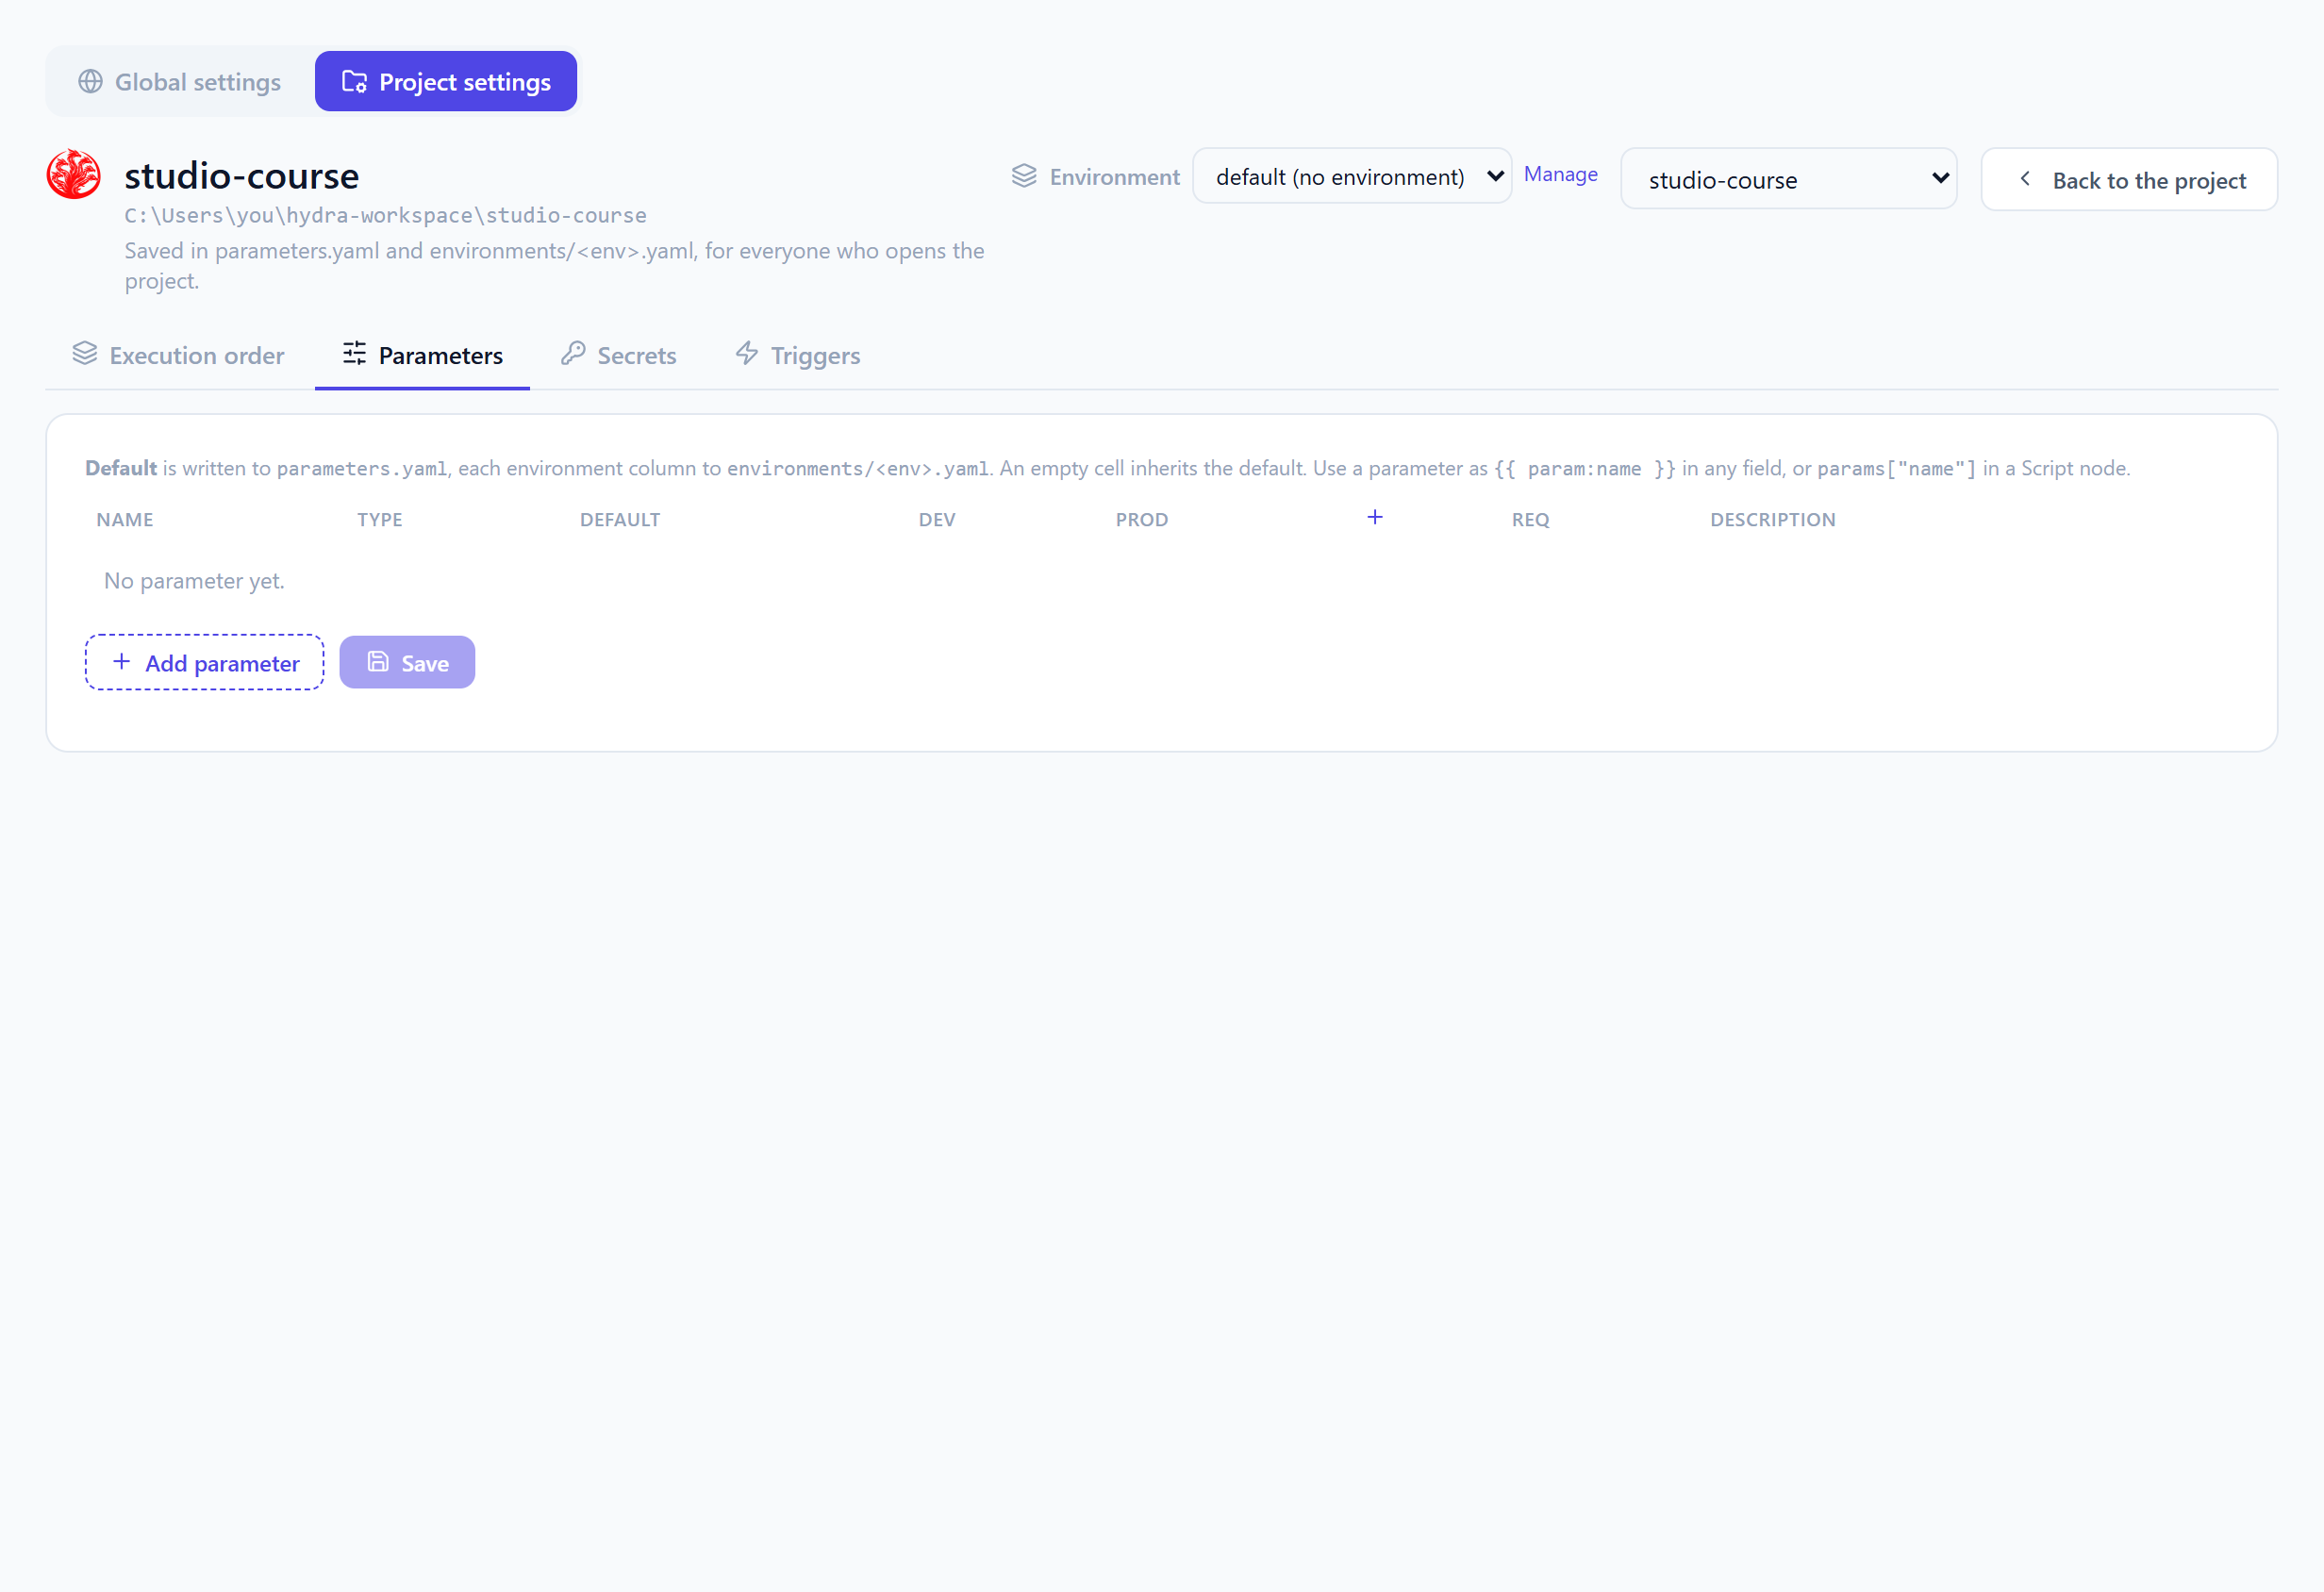 Global settings
Project settings
studio-course
C:\Users\you\hydra-workspace\studio-course
Saved in parameters.yaml and environments/<env>.yaml, for everyone who opens the
project.
Environment
default (no environment)
Manage
studio-course
Back to the project
Execution order
Parameters
Secrets
Triggers
Default is written to parameters.yaml, each environment column to environments/<env>.yaml. An empty cell inherits the default. Use a parameter as {{ param:name }} in any field, or params["name"] in a Script node.
NAME TYPE DEFAULT DEV PROD + REQ DESCRIPTION
No parameter yet.
+ Add parameter
Save